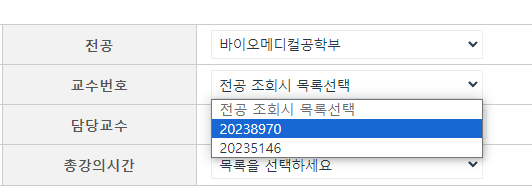 전공 바이오메디컬공학부
교수번호 전공 조회시 목록선택
전공 조회시 목록선택
담당교수 20238970
20235146
총강의시간 목록을 선택하세요